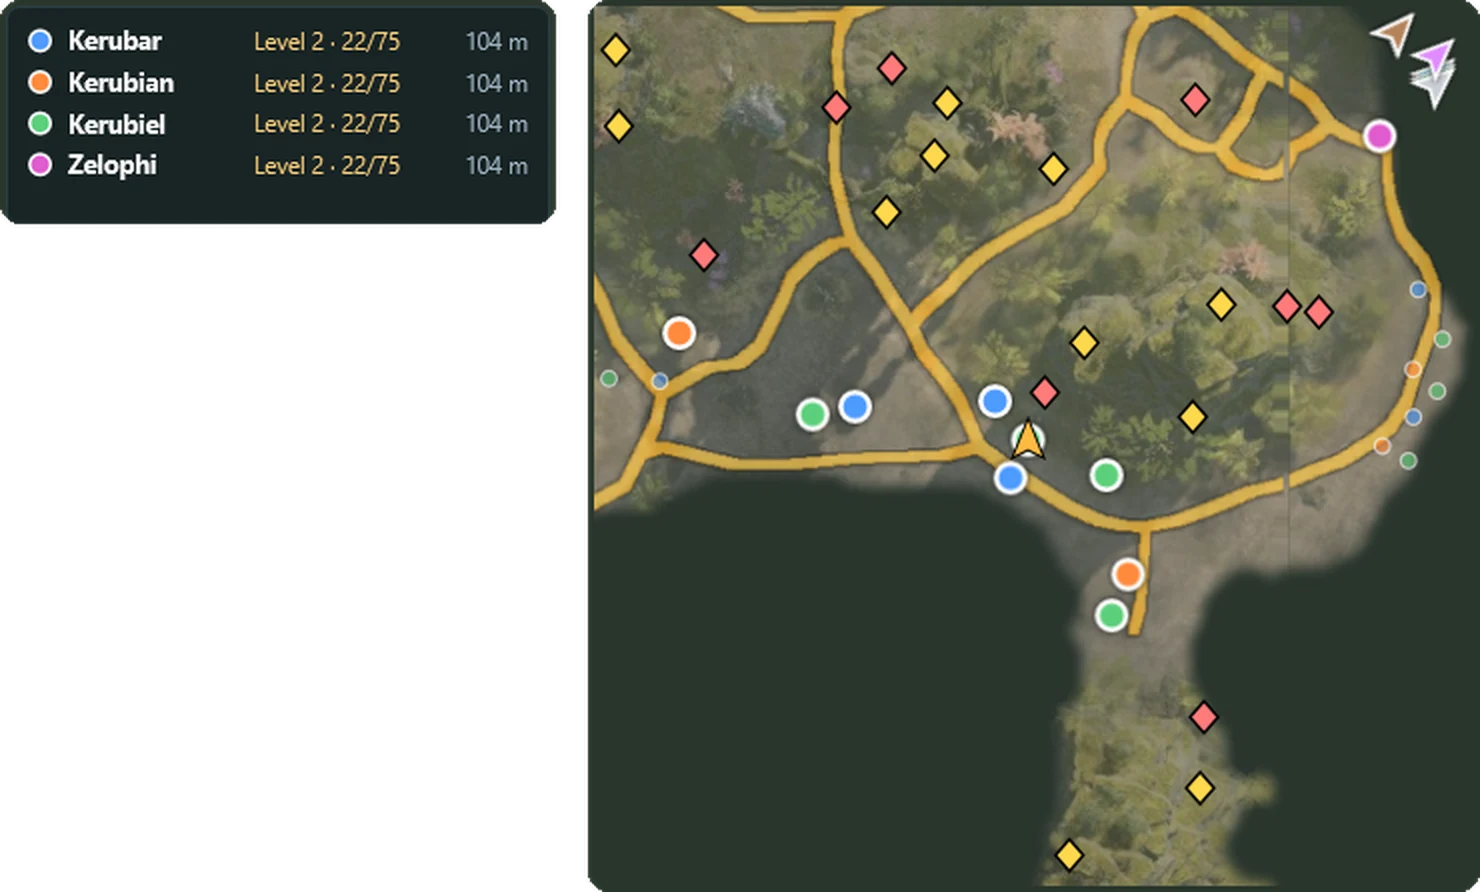 Kerubar Level 2 · 22/75 104 m
Kerubian Level 2 · 22/75 104 m
Kerubiel Level 2 · 22/75 104 m
Zelophi Level 2 · 22/75 104 m